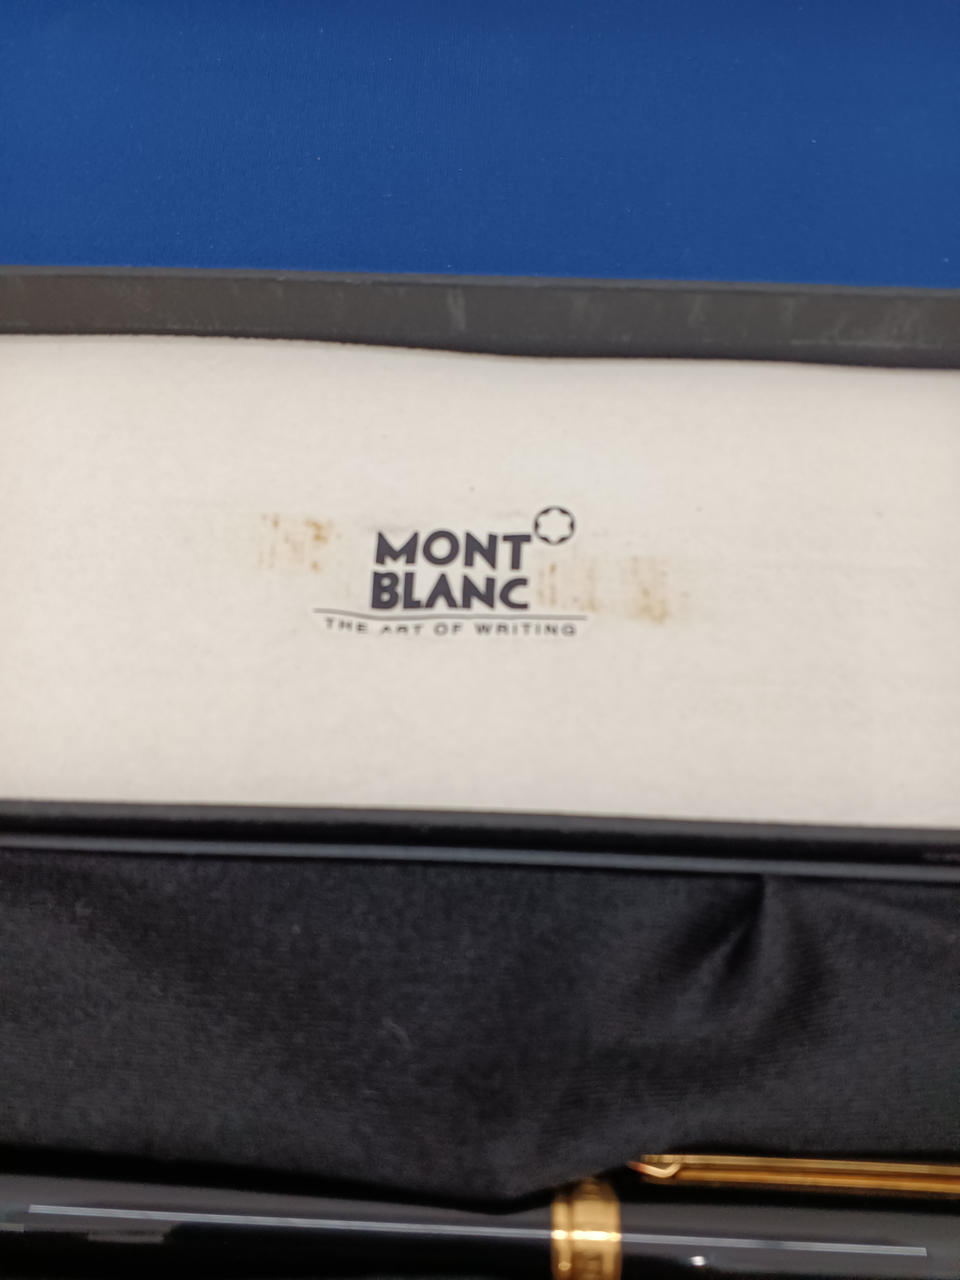 MONT
BLANC
THE ART OF WRITING